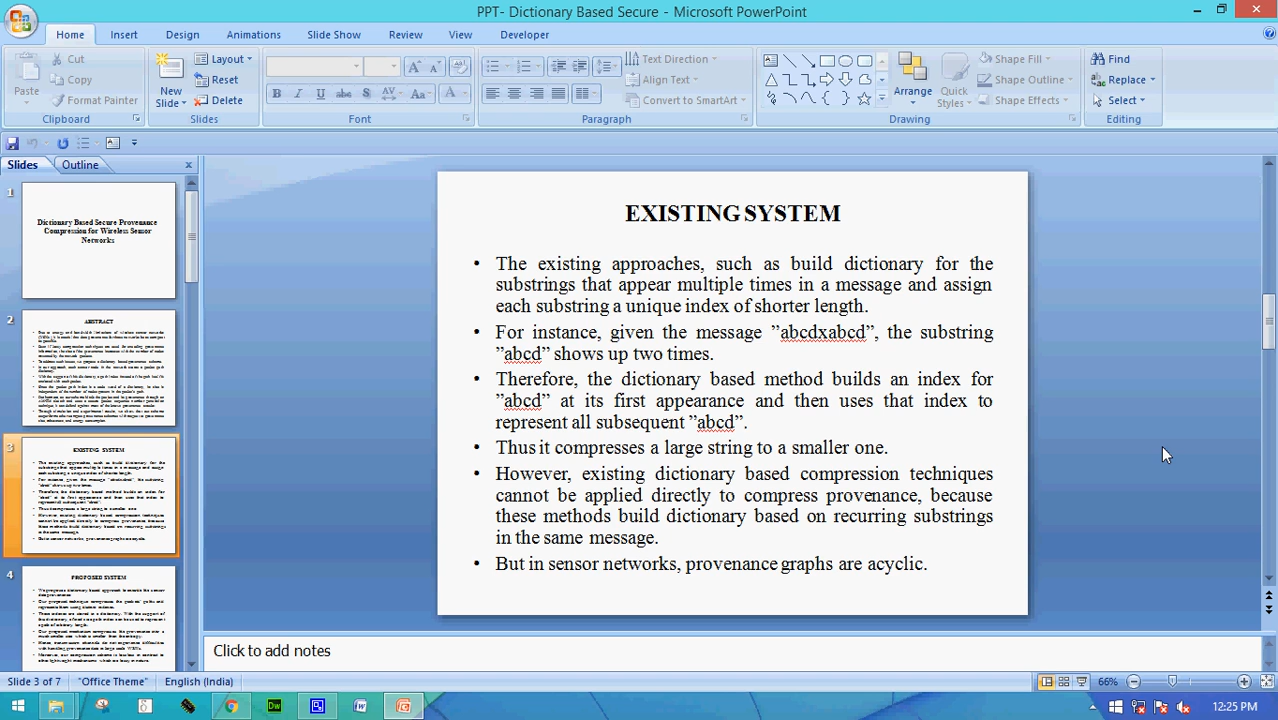 PPT- Dictionary Based Secure - Microsoft PowerPoint
Home Insert Design Animations Slide Show Review View Developer
Cut Layout Text Direction Shape Fill Find
Paste Copy New Slide Reset Align Text Arrange Quick Styles Shape Outline Replace
Format Painter Delete Convert to SmartArt Shape Effects Select
Clipboard Slides Font Paragraph Drawing Editing
Slides Outline
1
Dictionary Based Secure Provenance
Compression for Wireless Sensor
Networks
2
ABSTRACT
3
EXISTING SYSTEM
4
PROPOSED SYSTEM
EXISTING SYSTEM
• The existing approaches, such as build dictionary for the
substrings that appear multiple times in a message and assign
each substring a unique index of shorter length.
• For instance, given the message ”abcdxabcd”, the substring
”abcd” shows up two times.
• Therefore, the dictionary based method builds an index for
”abcd” at its first appearance and then uses that index to
represent all subsequent ”abcd”.
• Thus it compresses a large string to a smaller one.
• However, existing dictionary based compression techniques
cannot be applied directly to compress provenance, because
these methods build dictionary based on recurring substrings
in the same message.
• But in sensor networks, provenance graphs are acyclic.
Click to add notes
Slide 3 of 7 "Office Theme" English (India) 66%
12:25 PM